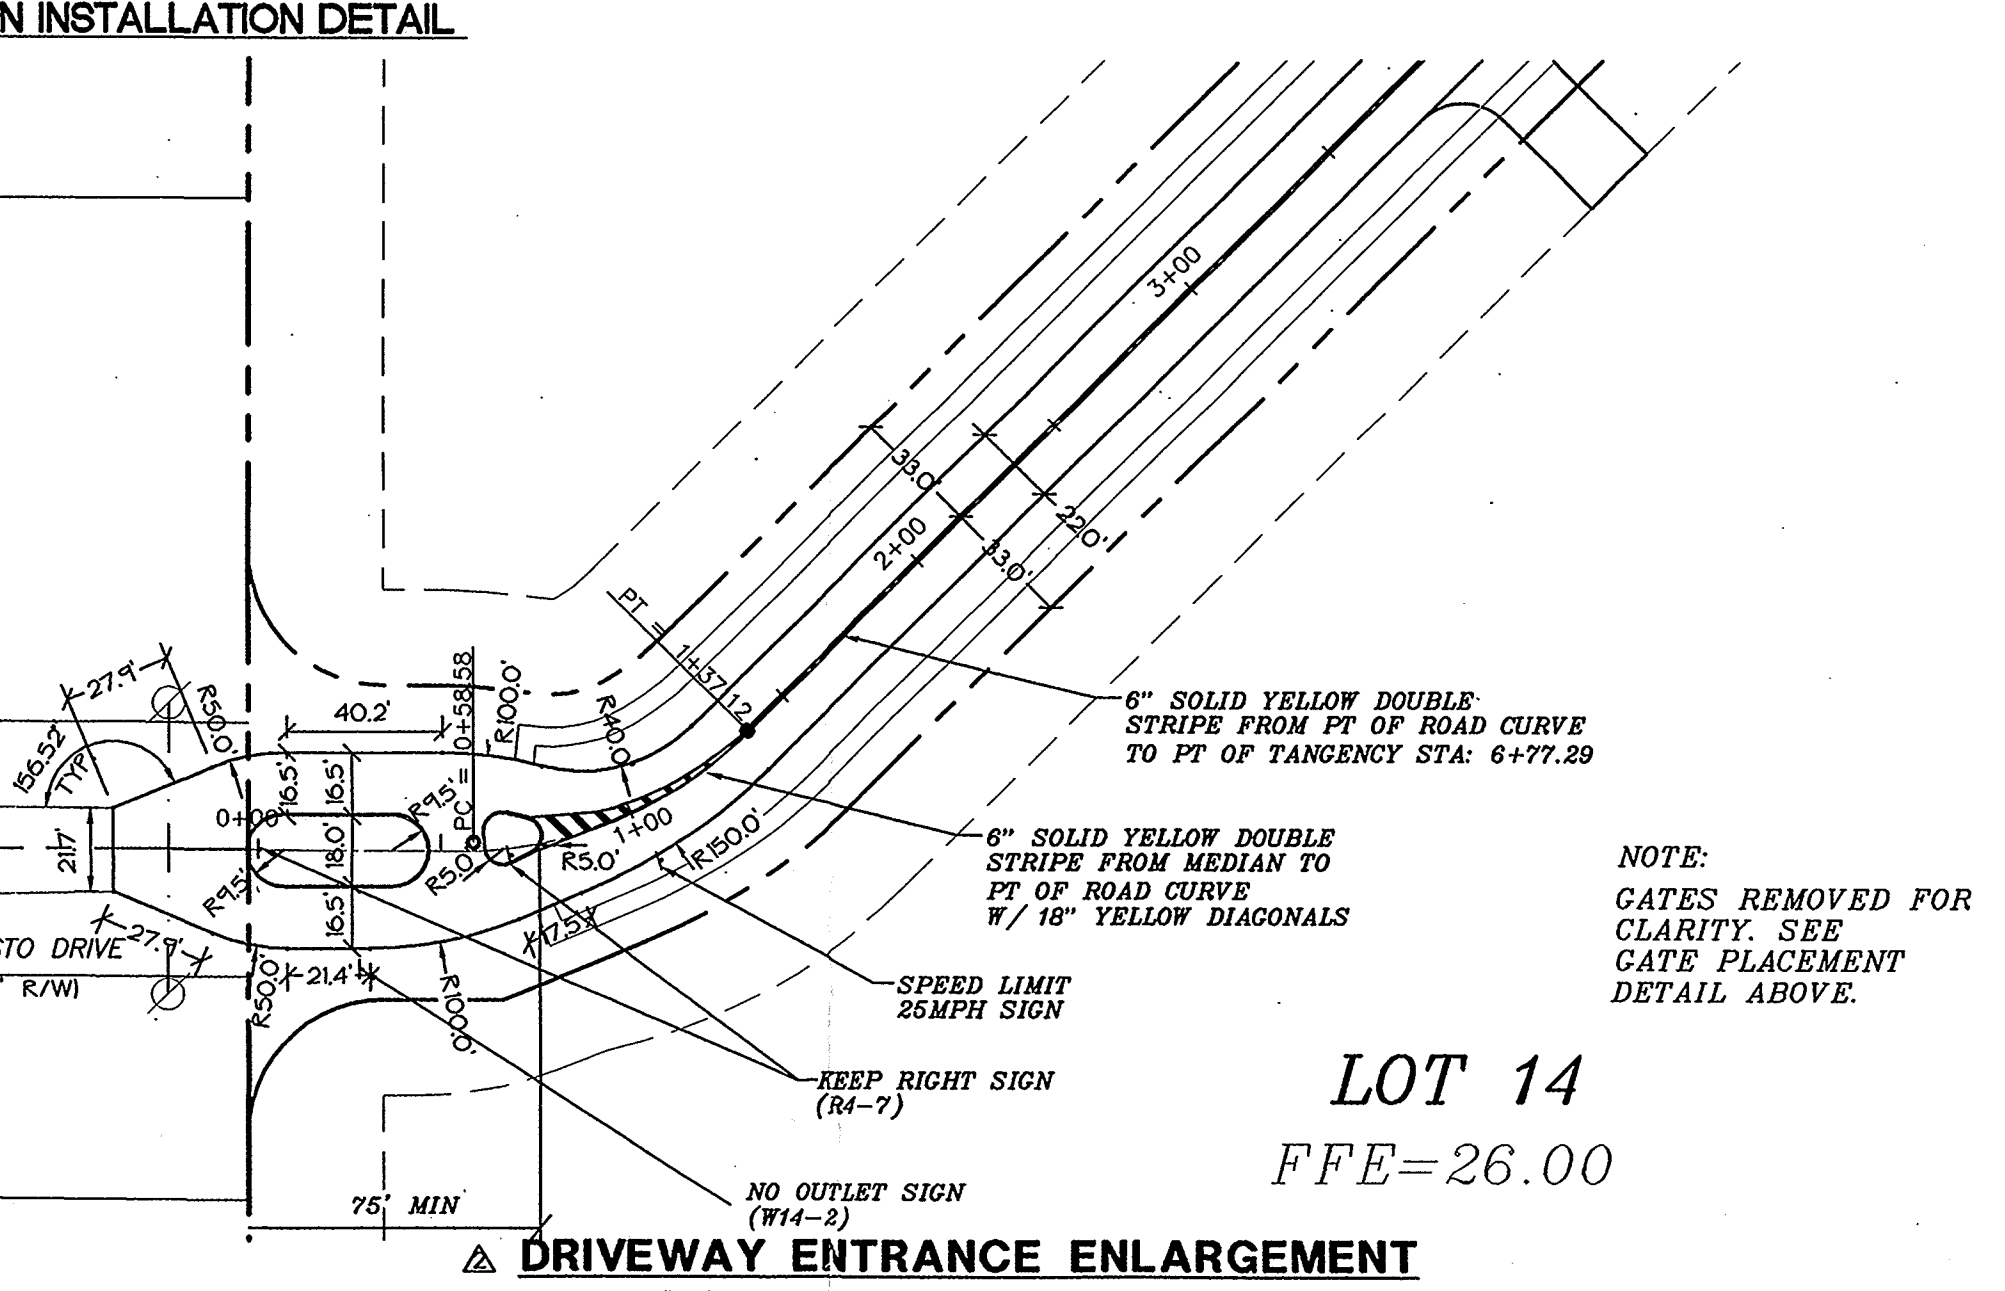 N INSTALLATION DETAIL
3+00
33.0'
22.0'
2+00
33.0'
PT = 1+37.12
PC = 0+58.58
R100.0'
R40.0'
27.9'
R50.0'
40.2'
156.52'
TYP.
16.5'
16.5'
R9.5'
0+00
21.7'
18.0'
1+00
R150.0'
R5.0'
R5.0'
R9.5'
16.5'
17.5'
STO DRIVE
R/W)
27.9'
R50.0'
21.4'
R100.0'
6" SOLID YELLOW DOUBLE
STRIPE FROM PT OF ROAD CURVE
TO PT OF TANGENCY STA: 6+77.29
6" SOLID YELLOW DOUBLE
STRIPE FROM MEDIAN TO
PT OF ROAD CURVE
W/ 18" YELLOW DIAGONALS
NOTE:
GATES REMOVED FOR
CLARITY. SEE
GATE PLACEMENT
DETAIL ABOVE.
SPEED LIMIT
25MPH SIGN
KEEP RIGHT SIGN
(R4-7)
LOT 14
FFE=26.00
NO OUTLET SIGN
(W14-2)
75' MIN
2 DRIVEWAY ENTRANCE ENLARGEMENT